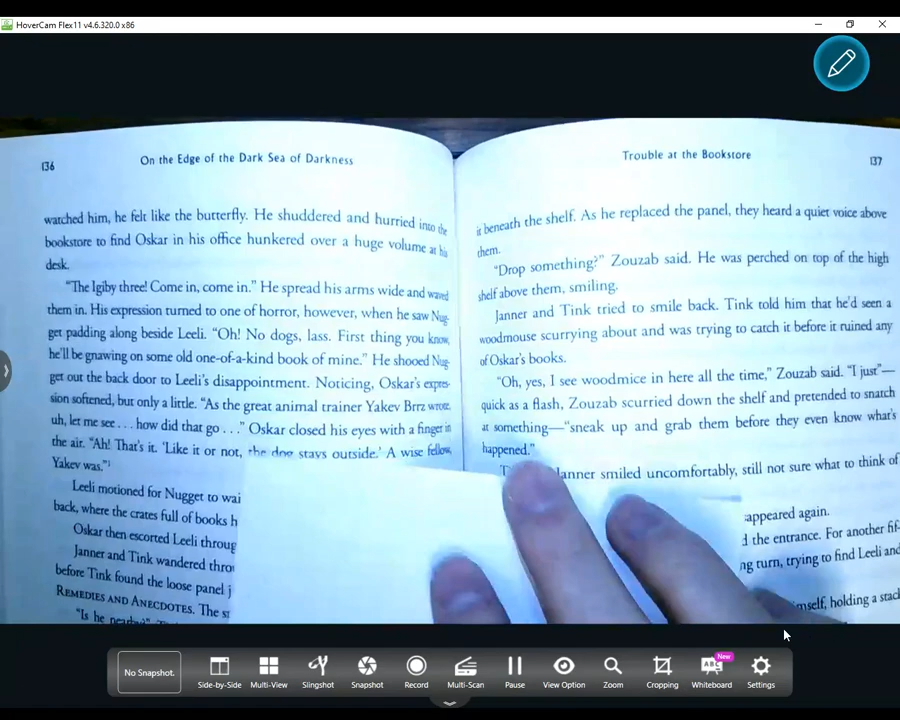 HoverCam Flex11 v4.6.320.0 x86
136
On the Edge of the Dark Sea of Darkness
watched him, he felt like the butterfly. He shuddered and hurried into the
bookstore to find Oskar in his office hunkered over a huge volume at his
desk.
"The Igiby three! Come in, come in." He spread his arms wide and waved
them in. His expression turned to one of horror, however, when he saw Nug-
get padding along beside Leeli. "Oh! No dogs, lass. First thing you know,
he'll be gnawing on some old one-of-a-kind book of mine." He shooed Nug-
get out the back door to Leeli's disappointment. Noticing, Oskar's expres-
sion softened, but only a little. "As the great animal trainer Yakev Brrz wrote,
uh, let me see . . . how did that go . . ." Oskar closed his eyes with a finger in
the air. "Ah! That's it. 'Like it or not, the dog stays outside.' A wise fellow,
Yakev was."¹
Leeli motioned for Nugget to wai
back, where the crates full of books h
Oskar then escorted Leeli throug
Janner and Tink wandered thro
before Tink found the loose panel j
REMEDIES AND ANECDOTES. The st
"Is he
Trouble at the Bookstore
137
it beneath the shelf. As he replaced the panel, they heard a quiet voice above
them.
"Drop something?" Zouzab said. He was perched on top of the high
shelf above them, smiling.
Janner and Tink tried to smile back. Tink told him that he'd seen a
woodmouse scurrying about and was trying to catch it before it ruined any
of Oskar's books.
"Oh, yes, I see woodmice in here all the time," Zouzab said. "I just"—
quick as a flash, Zouzab scurried down the shelf and pretended to snatch
at something—"sneak up and grab them before they even know what's
happened."
Janner smiled uncomfortably, still not sure what to think of
appeared again.
d the entrance. For another fif-
ng turn, trying to find Leeli and
mself, holding a stack
No Snapshot.
Side-by-Side
Multi-View
Slingshot
Snapshot
Record
Multi-Scan
Pause
View Option
Zoom
Cropping
ABC
New
Whiteboard
Settings